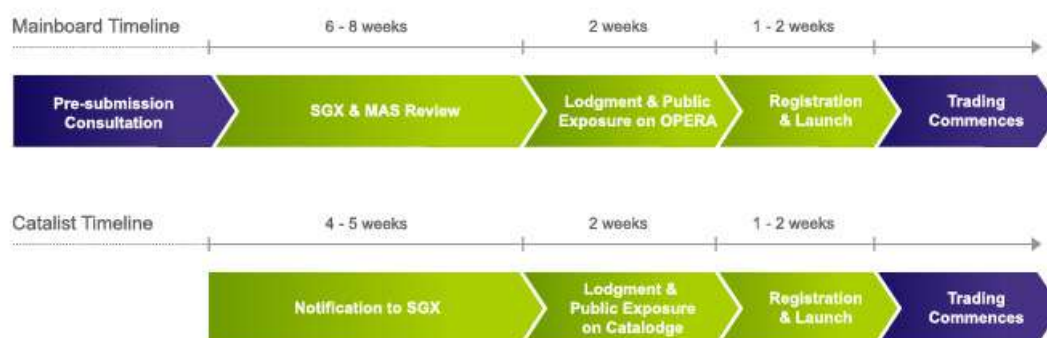 Mainboard Timeline
6 - 8 weeks
2 weeks
1 - 2 weeks
Pre-submission
Consultation
SGX & MAS Review
Lodgment & Public
Exposure on OPERA
Registration
& Launch
Trading
Commences
Catalist Timeline
4 - 5 weeks
2 weeks
1 - 2 weeks
Notification to SGX
Lodgment &
Public Exposure
on Catalodge
Registration
& Launch
Trading
Commences